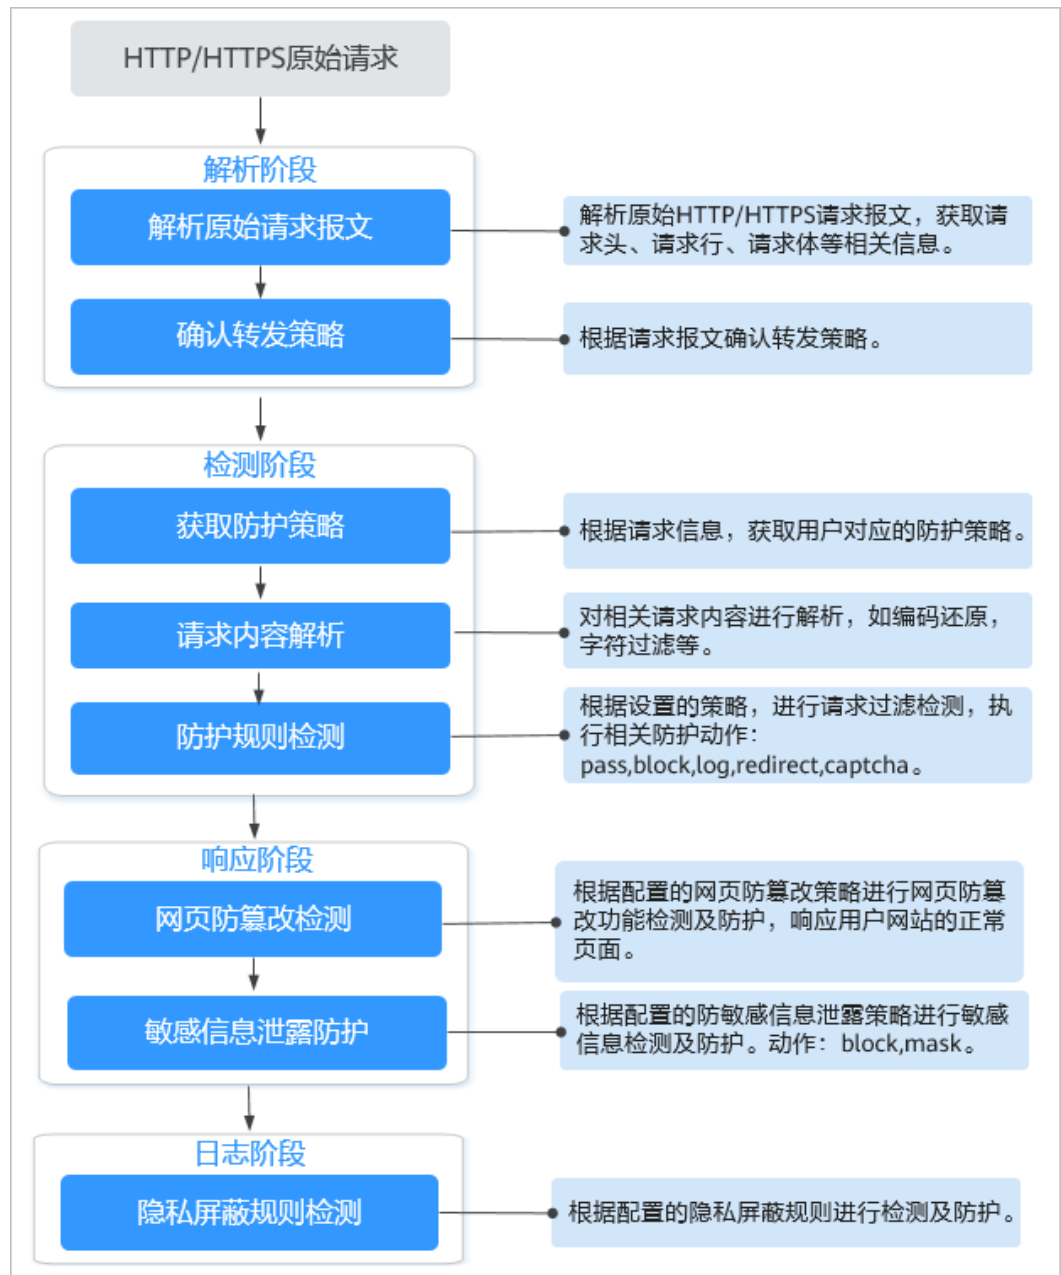 HTTP/HTTPS原始请求
解析阶段
解析原始请求报文
解析原始HTTP/HTTPS请求报文，获取请
求头、请求行、请求体等相关信息。
确认转发策略
根据请求报文确认转发策略。
检测阶段
获取防护策略
根据请求信息，获取用户对应的防护策略。
请求内容解析
对相关请求内容进行解析，如编码还原，
字符过滤等。
防护规则检测
根据设置的策略，进行请求过滤检测，执
行相关防护动作：
pass,block,log,redirect,captcha。
响应阶段
网页防篡改检测
根据配置的网页防篡改策略进行网页防篡
改功能检测及防护，响应用户网站的正常
页面。
敏感信息泄露防护
根据配置的防敏感信息泄露策略进行敏感
信息检测及防护。动作：block,mask。
日志阶段
隐私屏蔽规则检测
根据配置的隐私屏蔽规则进行检测及防护。